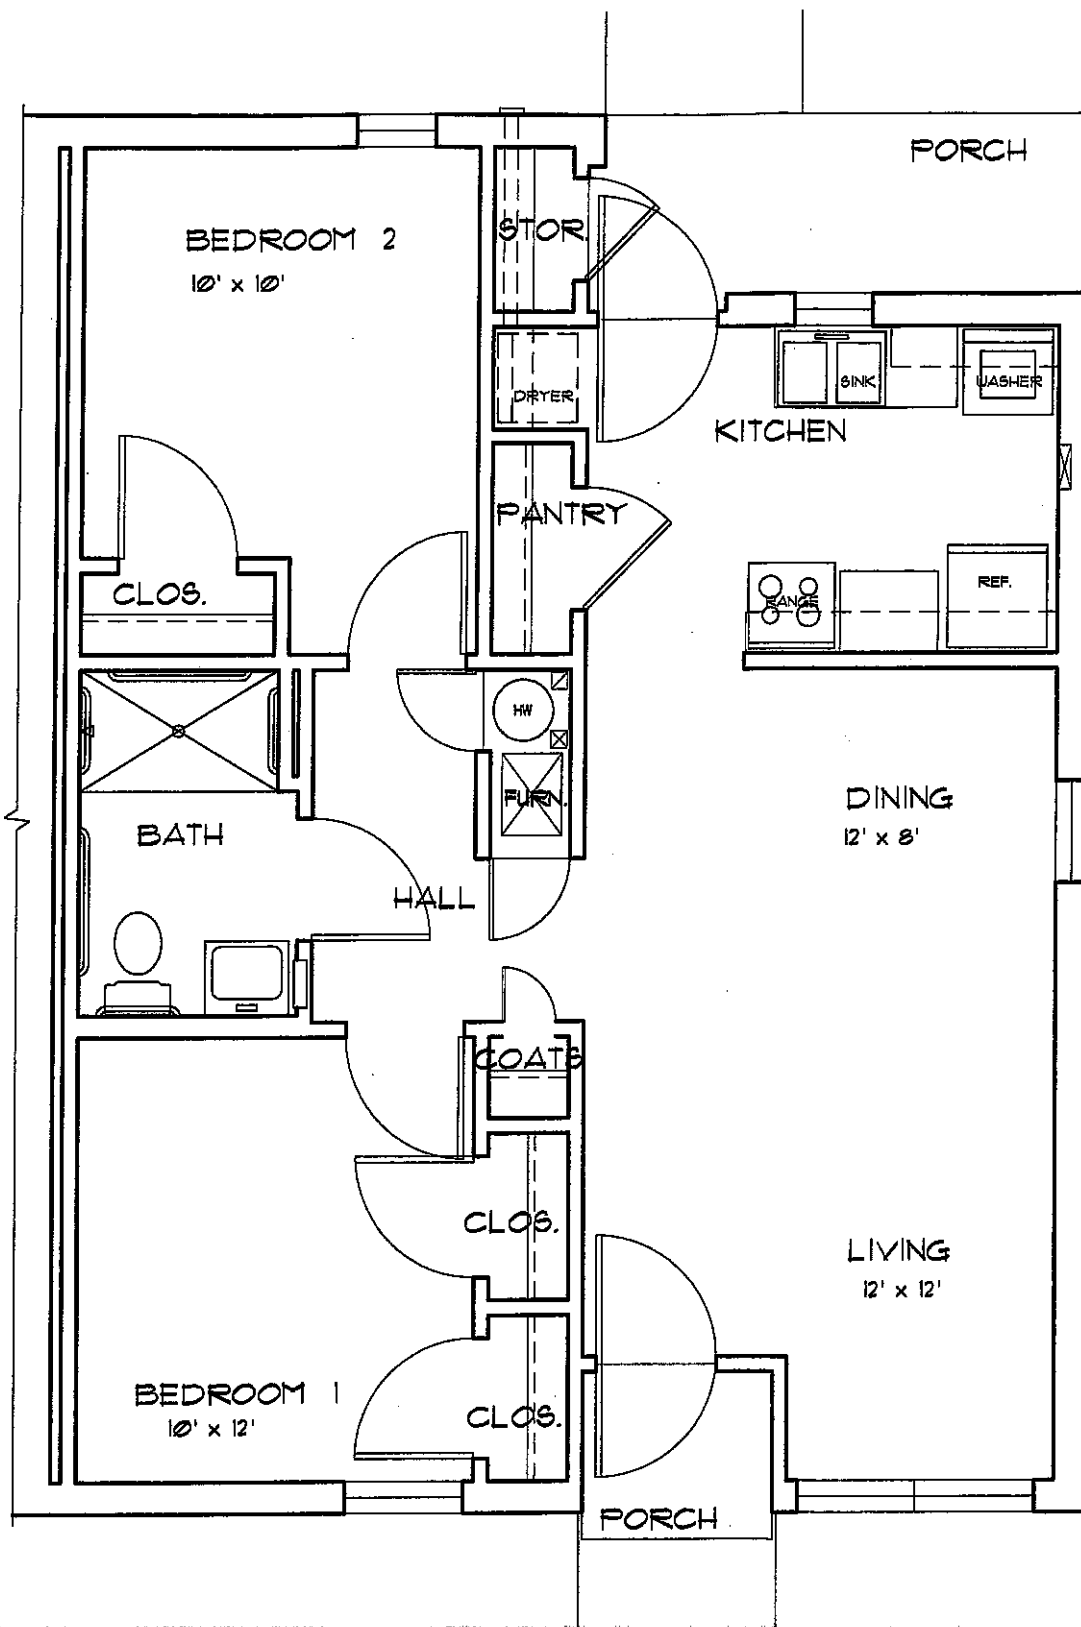 PORCH
BEDROOM 2
10' x 10'
STOR.
DRYER
SINK
WASHER
KITCHEN
PANTRY
CLOS.
RANGE
REF.
HW
FURN.
DINING
12' x 8'
BATH
HALL
COATS
CLOS.
LIVING
12' x 12'
BEDROOM 1
10' x 12'
CLOS.
PORCH